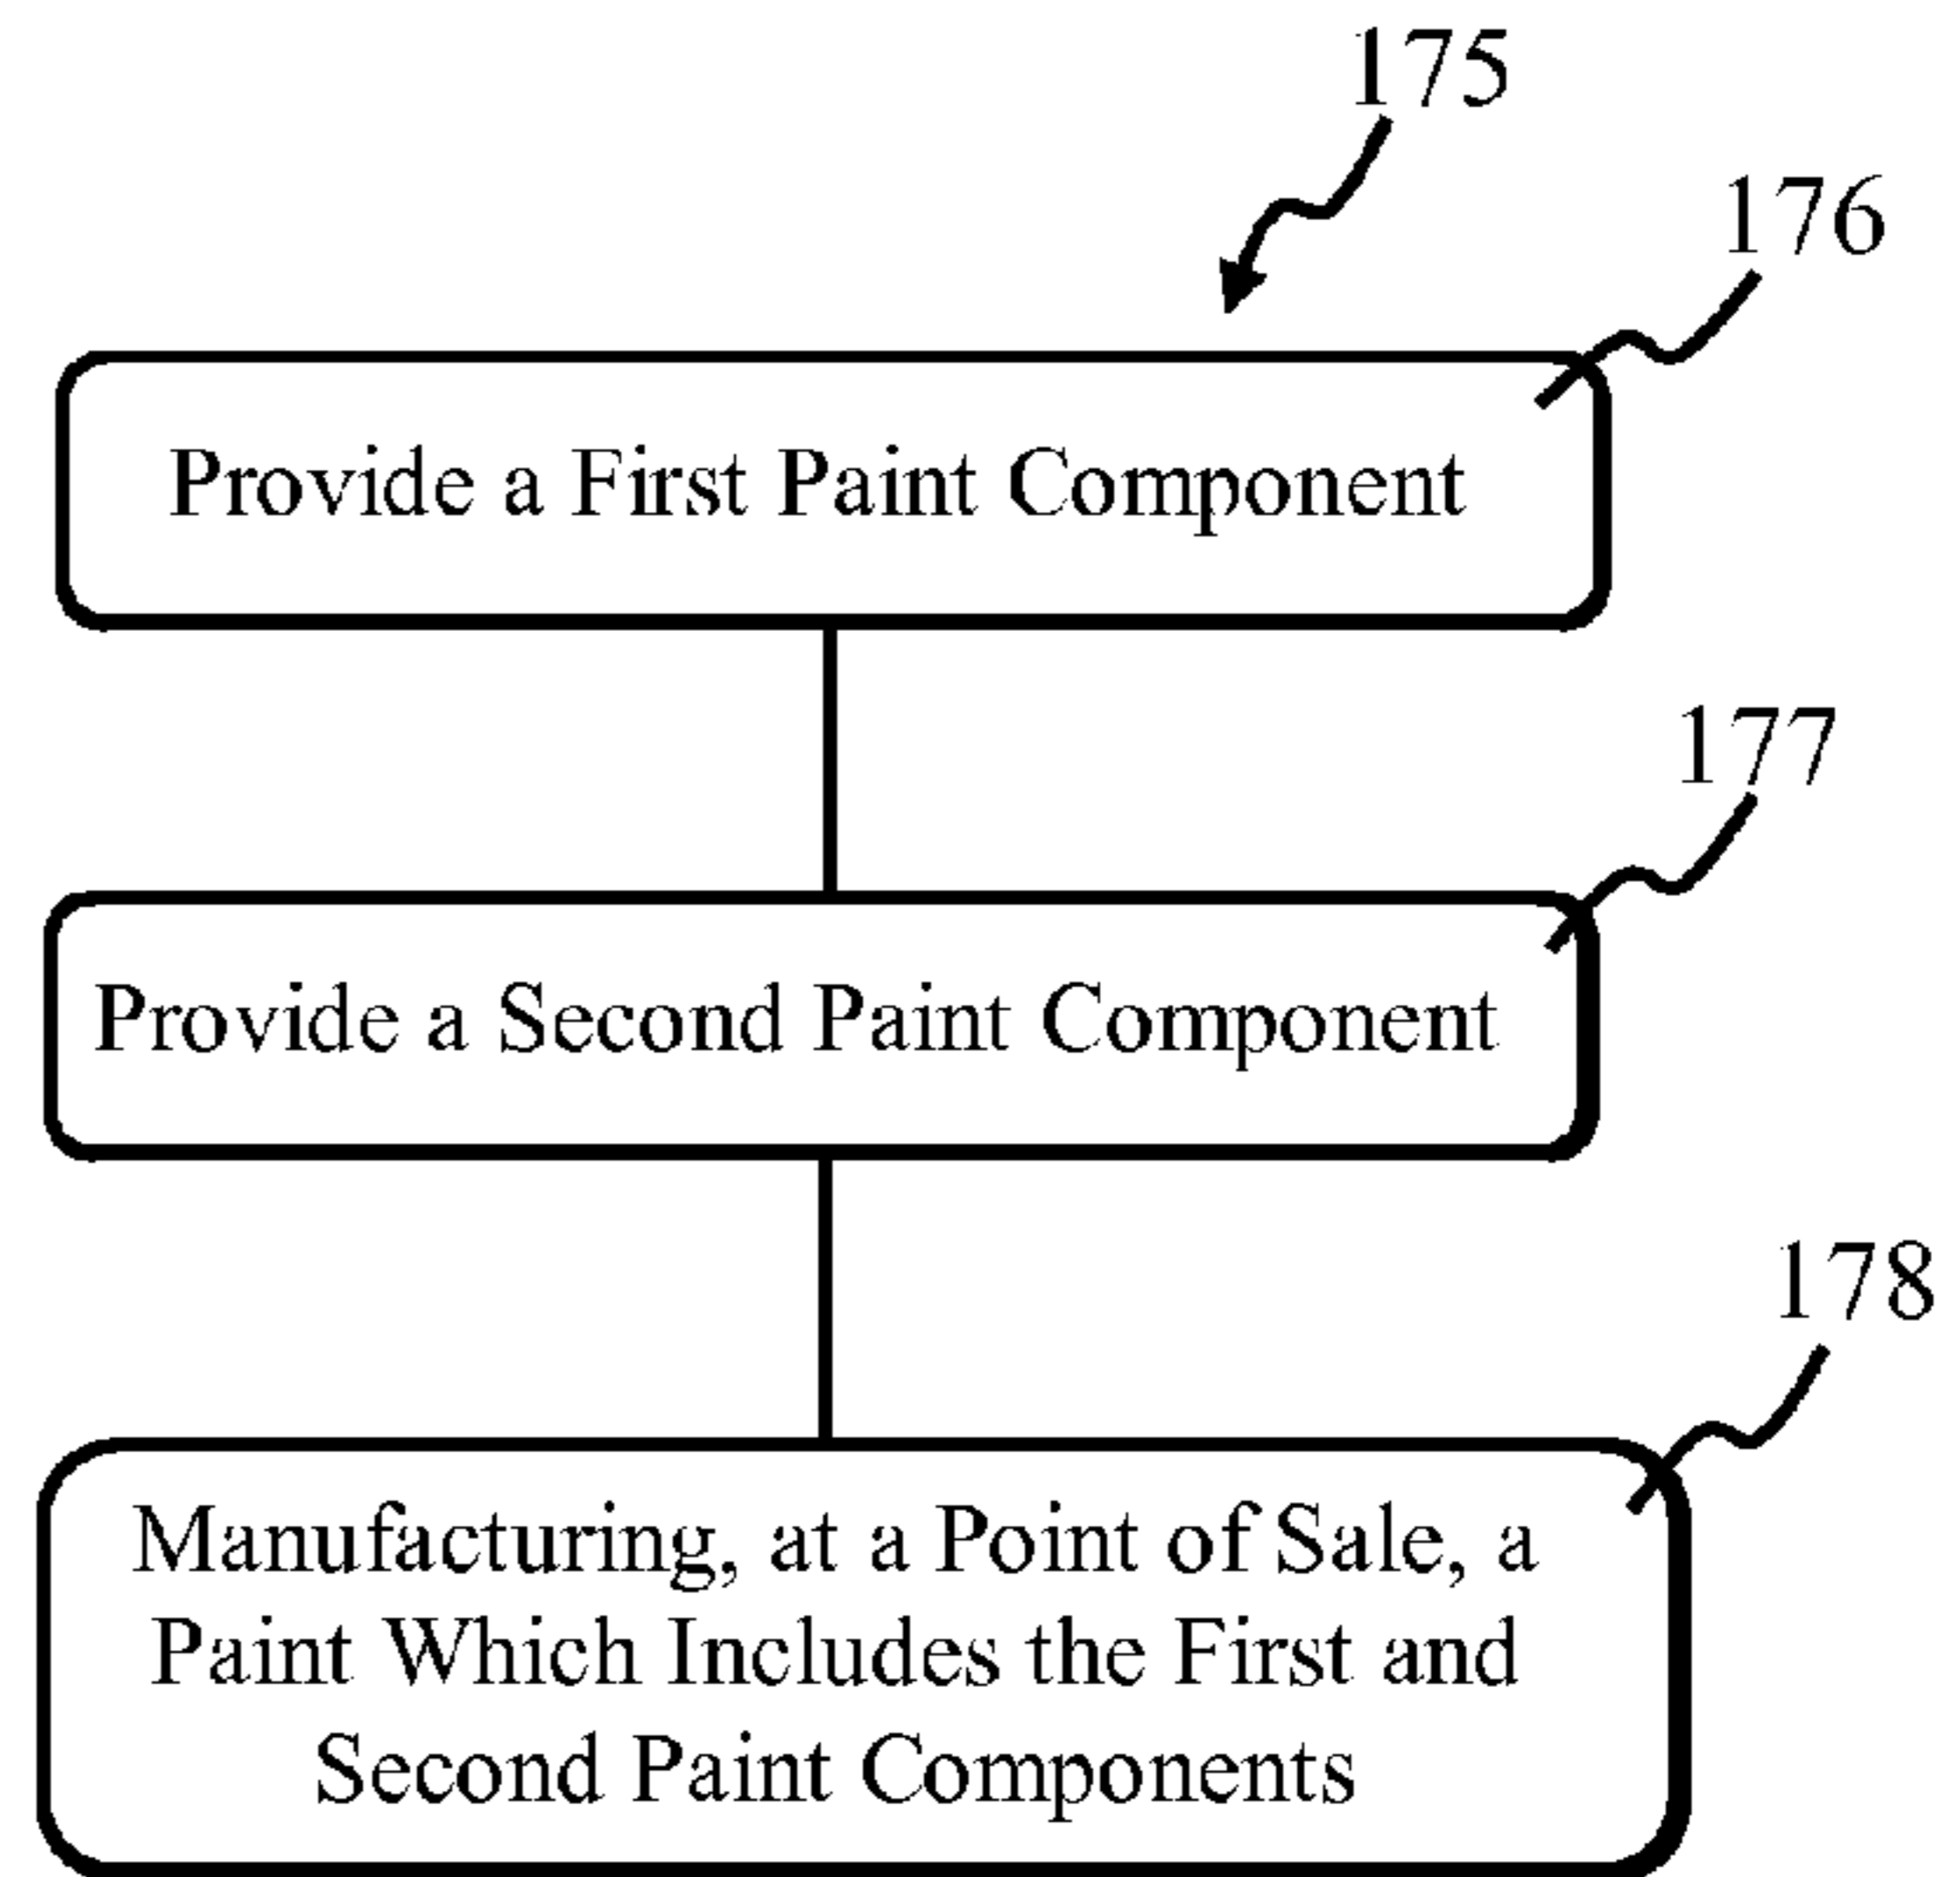 175
176
Provide a First Paint Component
177
Provide a Second Paint Component
178
Manufacturing, at a Point of Sale, a
Paint Which Includes the First and
Second Paint Components